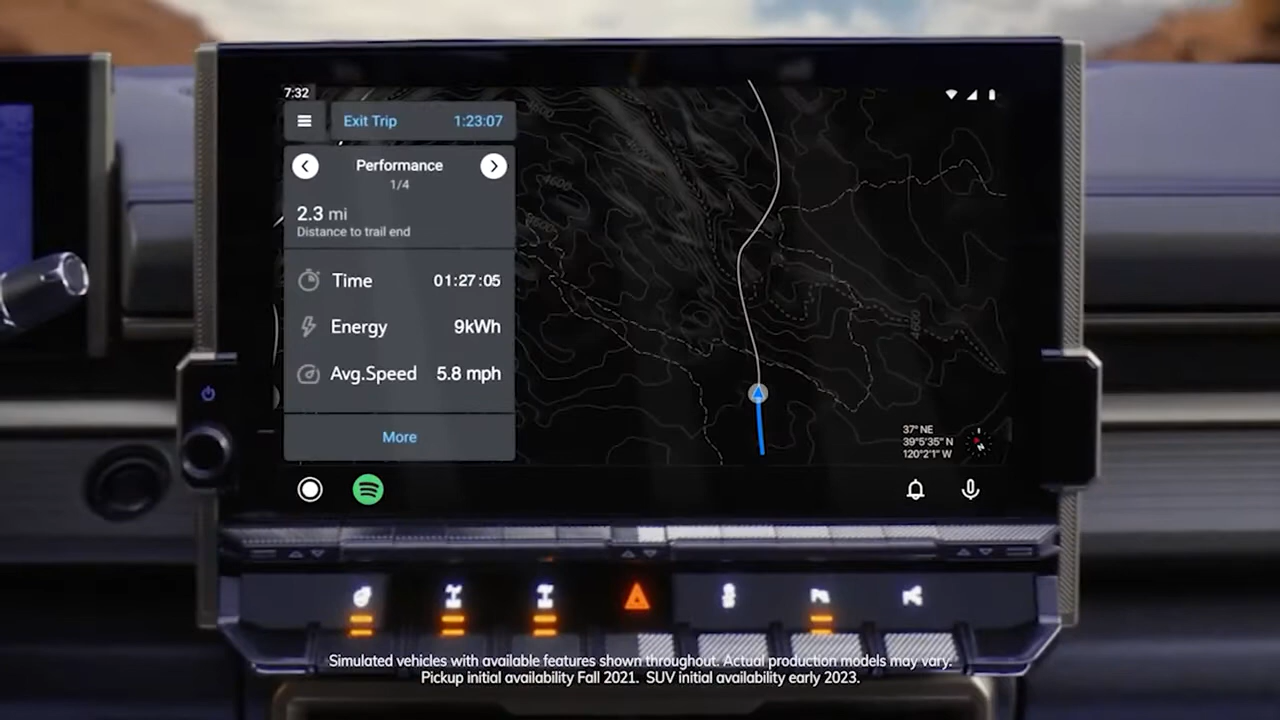 7:32
Exit Trip 1:23:07
Performance
1/4
2.3 mi
Distance to trail end
Time 01:27:05
Energy 9kWh
Avg.Speed 5.8 mph
More
4600
4600
37° NE
39°5'35" N
120°2'1" W
N
Simulated vehicles with available features shown throughout. Actual production models may vary.
Pickup initial availability Fall 2021. SUV initial availability early 2023.